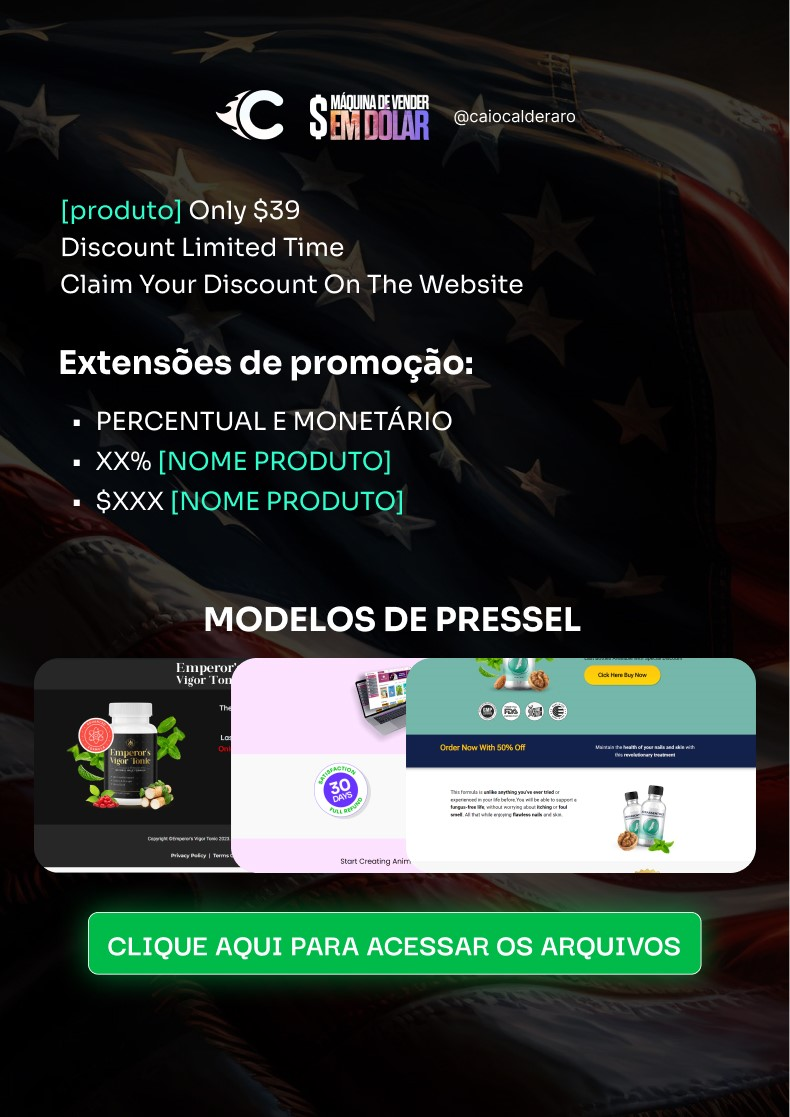 $ MÁQUINA DE VENDER
EM DÓLAR
@caiocalderaro
[produto] Only $39
Discount Limited Time
Claim Your Discount On The Website
Extensões de promoção:
▪ PERCENTUAL E MONETÁRIO
▪ XX% [NOME PRODUTO]
▪ $XXX [NOME PRODUTO]
MODELOS DE PRESSEL
Emperor's
Vigor Tonic
The
Las
Emperor's
Vigor Tonic
Copyright ©Emperor's Vigor Tonic 2023.
Privacy Policy | Terms
SATISFACTION
30
DAYS
FULL REFUND
Start Creating Anim
Click Here Buy Now
GMP
FDA
Order Now With 50% Off
Maintain the health of your nails and skin with
this revolutionary treatment
This formula is unlike anything you've ever tried or
experienced in your life before.You will be able to support a
fungus-free life, without worrying about itching or foul
smell. All that while enjoying flawless nails and skin.
CLIQUE AQUI PARA ACESSAR OS ARQUIVOS